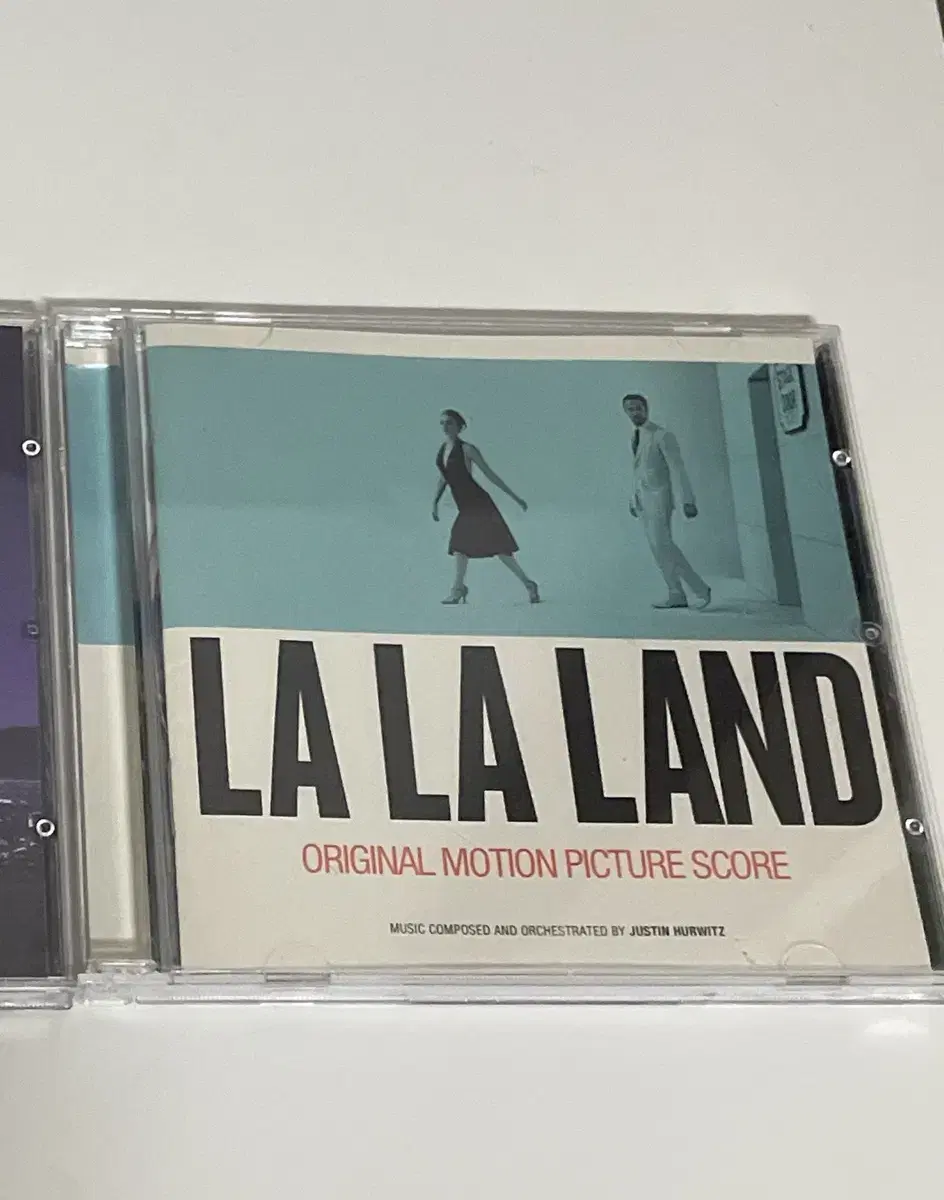 LA LA LAND
ORIGINAL MOTION PICTURE SCORE
MUSIC COMPOSED AND ORCHESTRATED BY JUSTIN HURWITZ